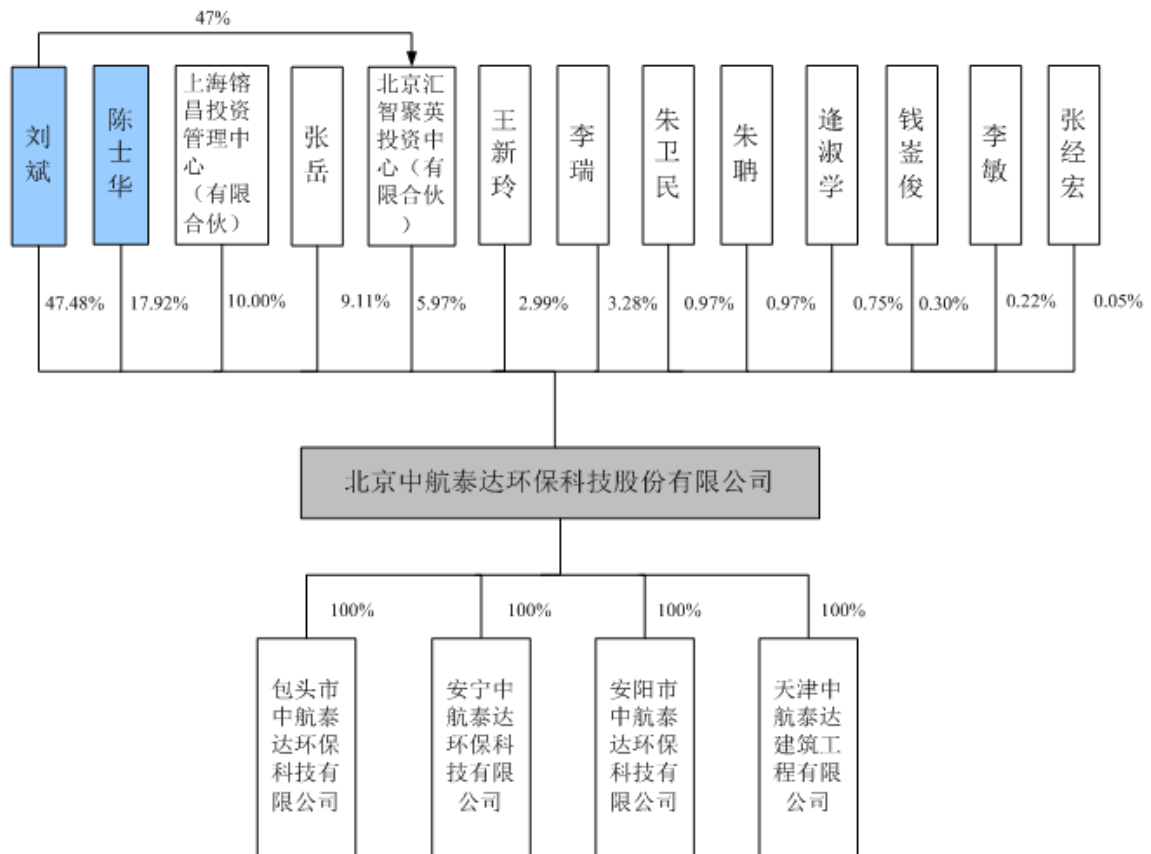 47%
刘
斌
陈
士
华
上海镕
昌投资
管理中
心
（有限
合伙）
张
岳
北京汇
智聚英
投资中
心（有
限合伙
）
王
新
玲
李
瑞
朱
卫
民
朱
聃
逄
淑
学
钱
崟
俊
李
敏
张
经
宏
47.48%
17.92%
10.00%
9.11%
5.97%
2.99%
3.28%
0.97%
0.97%
0.75%
0.30%
0.22%
0.05%
北京中航泰达环保科技股份有限公司
100%
100%
100%
100%
包头市
中航泰
达环保
科技有
限公司
安宁中
航泰达
环保科
技有限
公司
安阳市
中航泰
达环保
科技有
限公司
天津中
航泰达
建筑工
程有限
公司